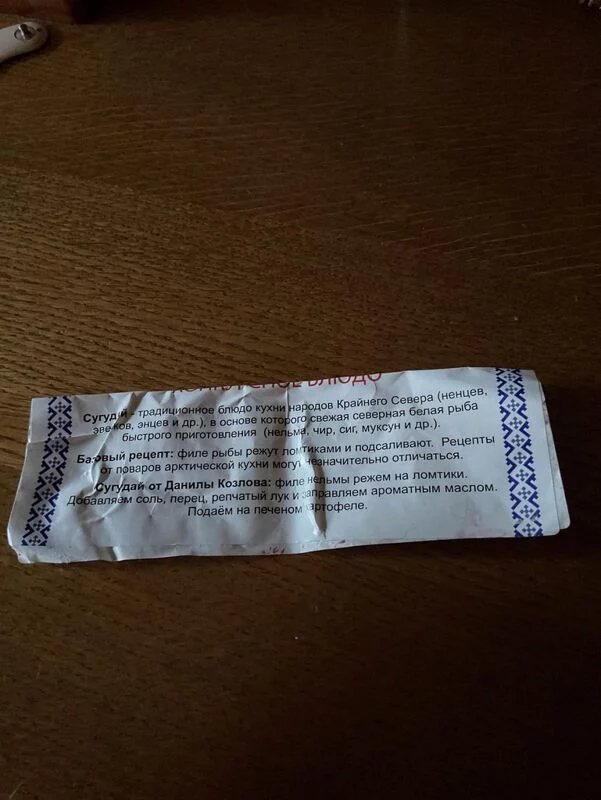 БЛЮДО
Сугудай - традиционное блюдо кухни народов Крайнего Севера (ненцев,
эвенков, энцев и др.), в основе которого свежая северная белая рыба
быстрого приготовления (нельма, чир, сиг, муксун и др.).
Базовый рецепт: филе рыбы режут ломтиками и подсаливают. Рецепты
от поваров арктической кухни могут незначительно отличаться.
Сугудай от Данилы Козлова: филе нельмы режем на ломтики.
Добавляем соль, перец, репчатый лук и заправляем ароматным маслом.
Подаём на печеном картофеле.